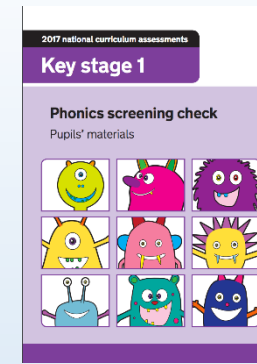 2017 national curriculum assessments
Key stage 1
Phonics screening check
Pupils' materials